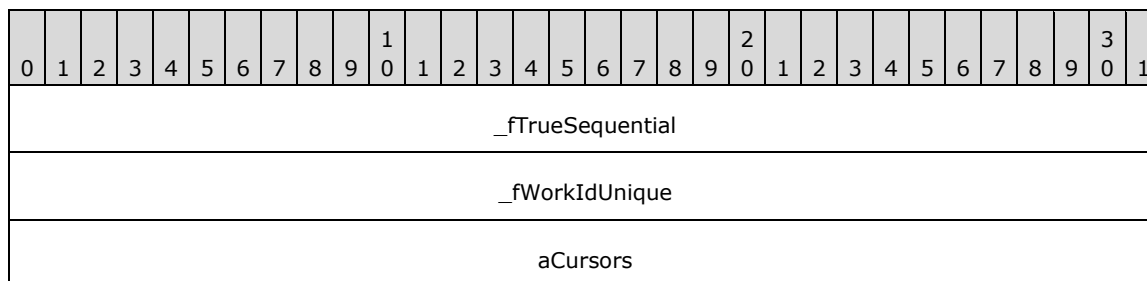 1 2 3
0 1 2 3 4 5 6 7 8 9 0 1 2 3 4 5 6 7 8 9 0 1 2 3 4 5 6 7 8 9 0 1
_fTrueSequential
_fWorkIdUnique
aCursors